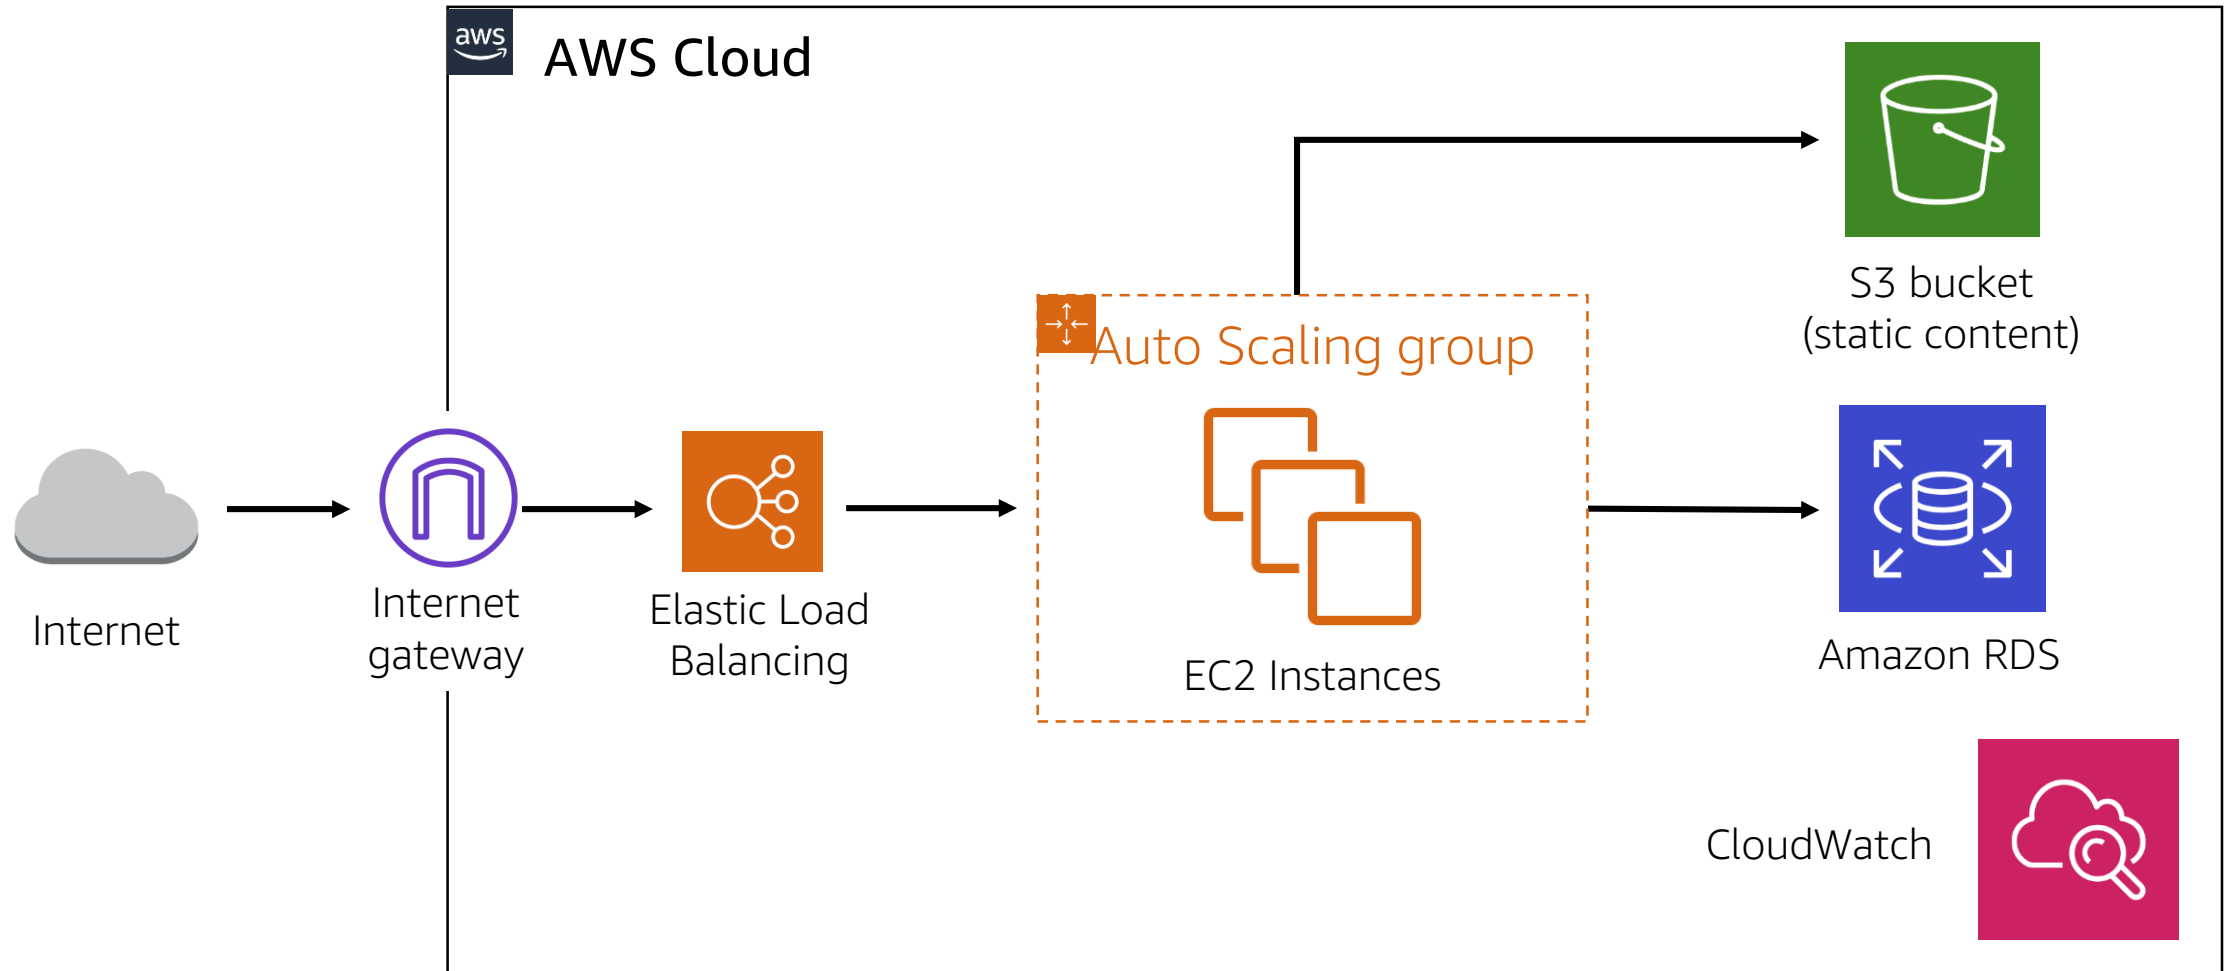 aws
AWS Cloud
S3 bucket
(static content)
Auto Scaling group
Internet
Internet
gateway
Elastic Load
Balancing
EC2 Instances
Amazon RDS
CloudWatch